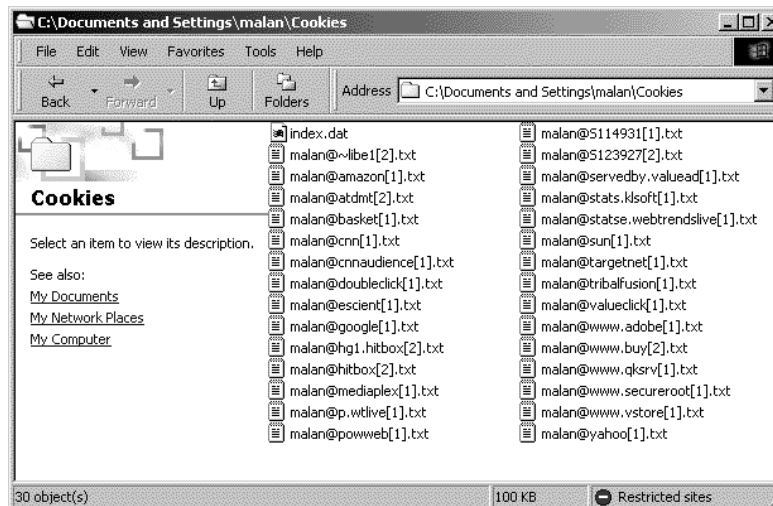 C:\Documents and Settings\malan\Cookies
File Edit View Favorites Tools Help
Back Forward Up Folders Address C:\Documents and Settings\malan\Cookies
Cookies
Select an item to view its description.
See also:
My Documents
My Network Places
My Computer
index.dat
malan@~libe1[2].txt
malan@amazon[1].txt
malan@atdmt[2].txt
malan@basket[1].txt
malan@cnn[1].txt
malan@cnnaudience[1].txt
malan@doubleclick[1].txt
malan@escient[1].txt
malan@google[1].txt
malan@hg1.hitbox[2].txt
malan@hitbox[2].txt
malan@mediaplex[1].txt
malan@p.wtlive[1].txt
malan@powweb[1].txt
malan@S114931[1].txt
malan@S123927[2].txt
malan@servedby.valuead[1].txt
malan@stats.klsoft[1].txt
malan@statse.webtrendslive[1].txt
malan@sun[1].txt
malan@targetnet[1].txt
malan@tribalfusion[1].txt
malan@valueclick[1].txt
malan@www.adobe[1].txt
malan@www.buy[2].txt
malan@www.qksrv[1].txt
malan@www.secureroot[1].txt
malan@www.vstore[1].txt
malan@yahoo[1].txt
30 object(s) 100 KB Restricted sites